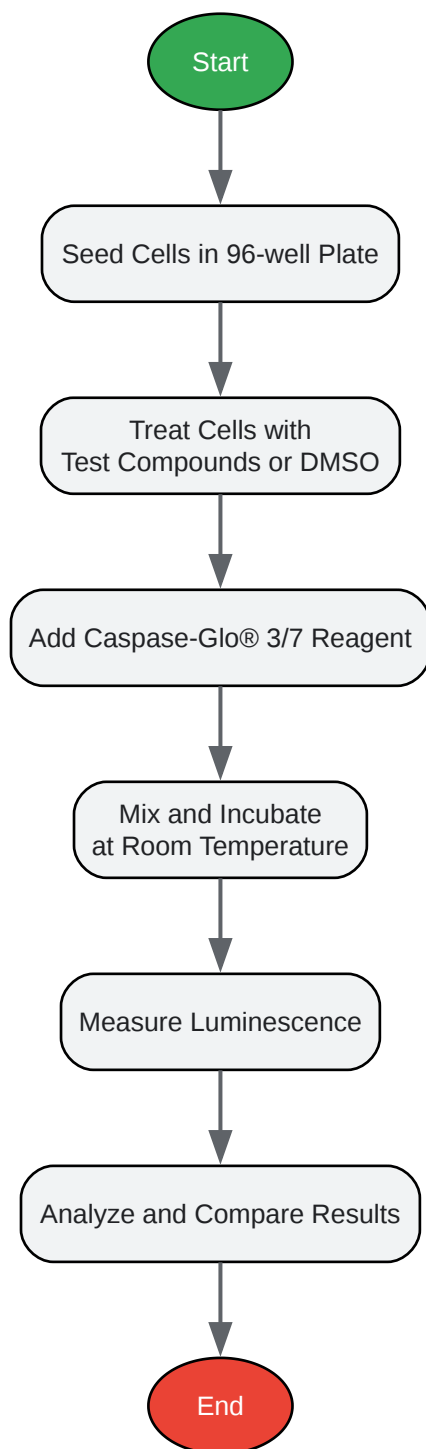 Start
Seed Cells in 96-well Plate
Treat Cells with
Test Compounds or DMSO
Add Caspase-Glo® 3/7 Reagent
Mix and Incubate
at Room Temperature
Measure Luminescence
Analyze and Compare Results
End